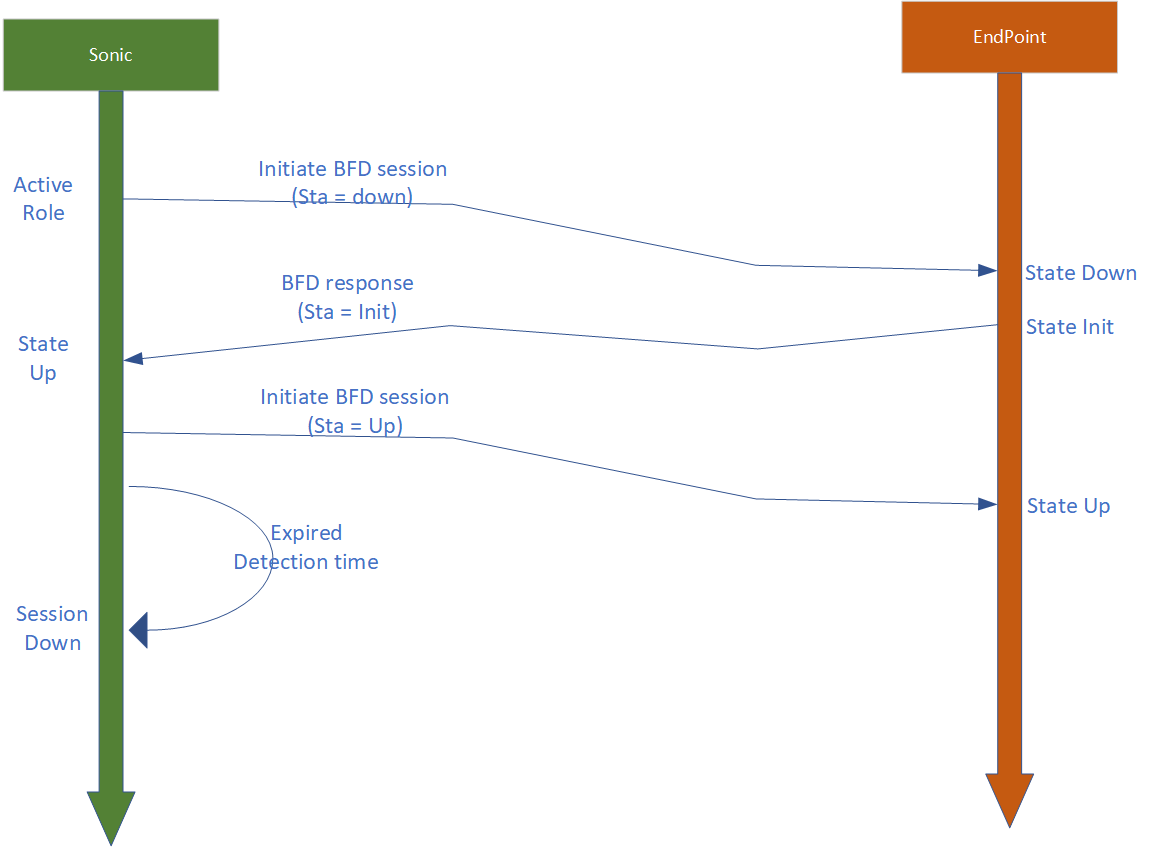 Sonic
EndPoint
Initiate BFD session
(Sta = down)
Active
Role
State Down
BFD response
(Sta = Init)
State Init
State
Up
Initiate BFD session
(Sta = Up)
State Up
Expired
Detection time
Session
Down